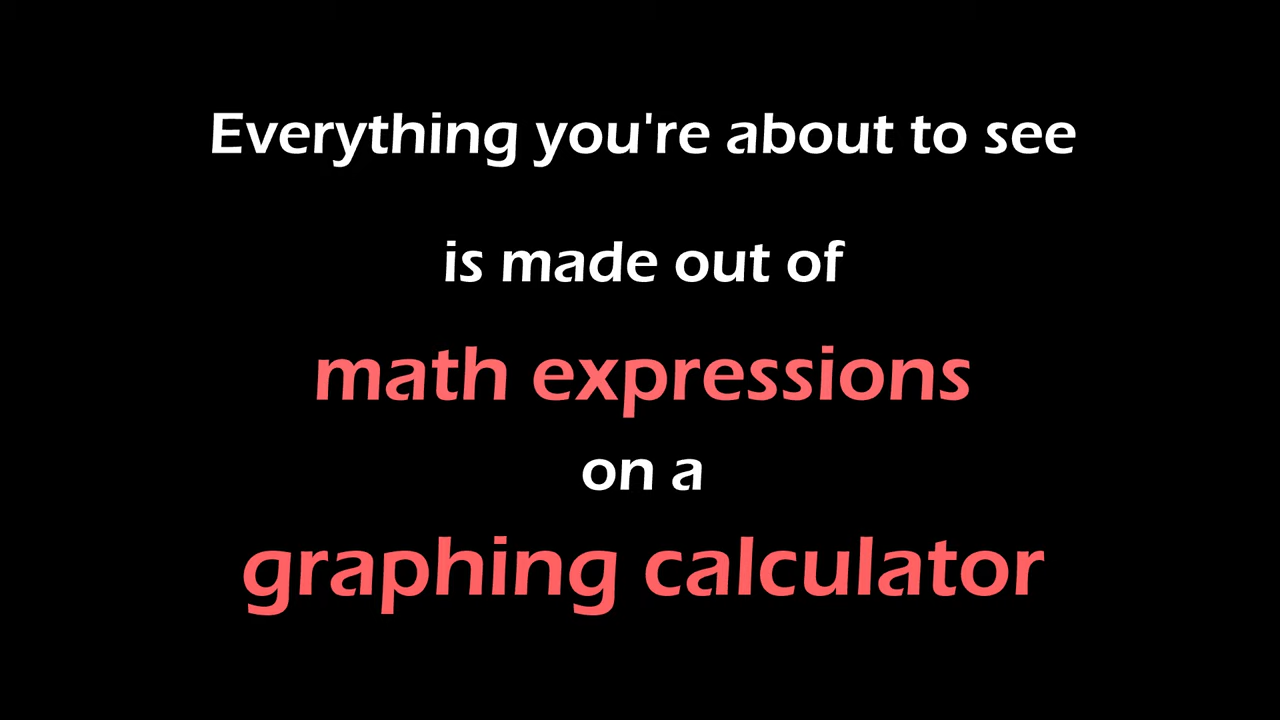 Everything you're about to see
is made out of
math expressions
on a
graphing calculator